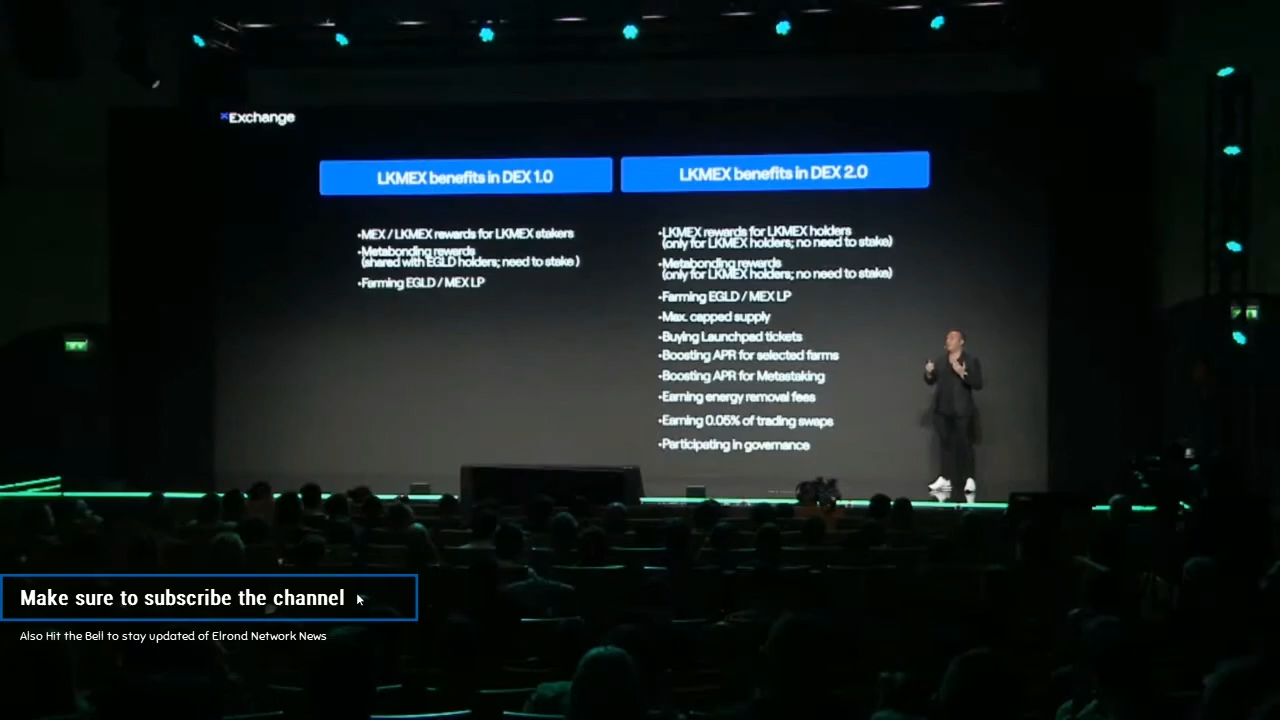 ×Exchange
LKMEX benefits in DEX 1.0
•MEX / LKMEX rewards for LKMEX stakers
•Metabonding rewards
(shared with EGLD holders; need to stake )
•Farming EGLD / MEX LP
LKMEX benefits in DEX 2.0
•LKMEX rewards for LKMEX holders
(only for LKMEX holders; no need to stake)
•Metabonding rewards
(only for LKMEX holders; no need to stake)
•Farming EGLD / MEX LP
•Max. capped supply
•Buying Launchpad tickets
•Boosting APR for selected farms
•Boosting APR for Metastaking
•Earning energy removal fees
•Earning 0.05% of trading swaps
•Participating in governance
Make sure to subscribe the channel
Also Hit the Bell to stay updated of Elrond Network News